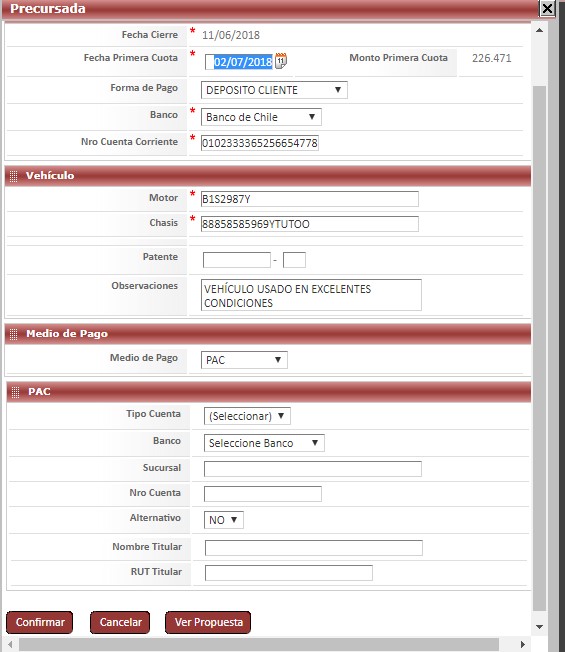 Precursada
Fecha Cierre * 11/06/2018
Fecha Primera Cuota * 02/07/2018 11 Monto Primera Cuota 226.471
Forma de Pago DEPOSITO CLIENTE
Banco * Banco de Chile
Nro Cuenta Corriente * 0102333365256654778
Vehículo
Motor * B1S2987Y
Chasis * 88858585969YTUTOO
Patente -
Observaciones VEHÍCULO USADO EN EXCELENTES
CONDICIONES
Medio de Pago
Medio de Pago PAC
PAC
Tipo Cuenta (Seleccionar)
Banco Seleccione Banco
Sucursal
Nro Cuenta
Alternativo NO
Nombre Titular
RUT Titular
Confirmar Cancelar Ver Propuesta